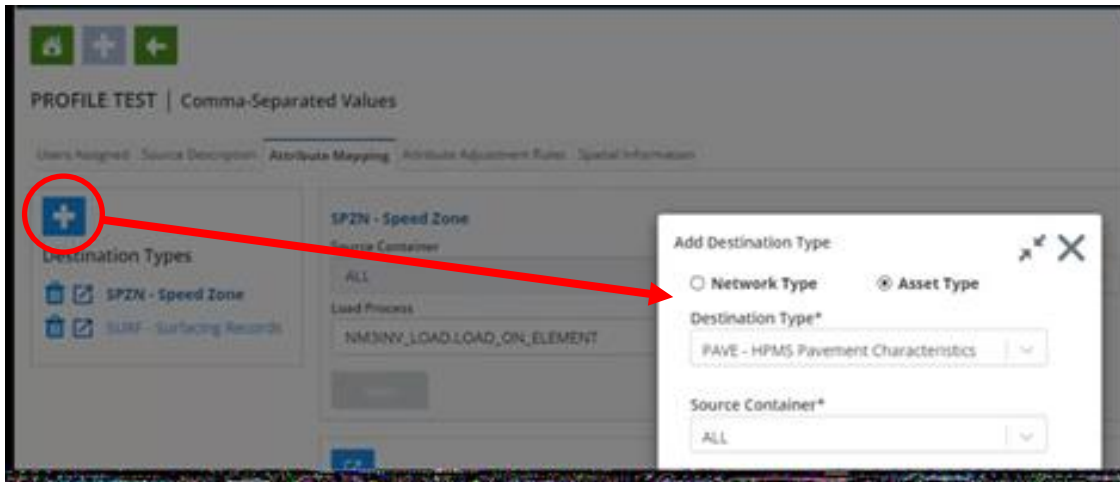 PROFILE TEST | Comma-Separated Values
Users Assigned Source Description Attribute Mapping Attribute Adjustment Rules Spatial Information
Destination Types
SPZN - Speed Zone
SURF - Surfacing Records
SPZN - Speed Zone
Source Container
ALL
Load Process
NM3INV_LOAD.LOAD_ON_ELEMENT
Add Destination Type
Network Type Asset Type
Destination Type*
PAVE - HPMS Pavement Characteristics
Source Container*
ALL